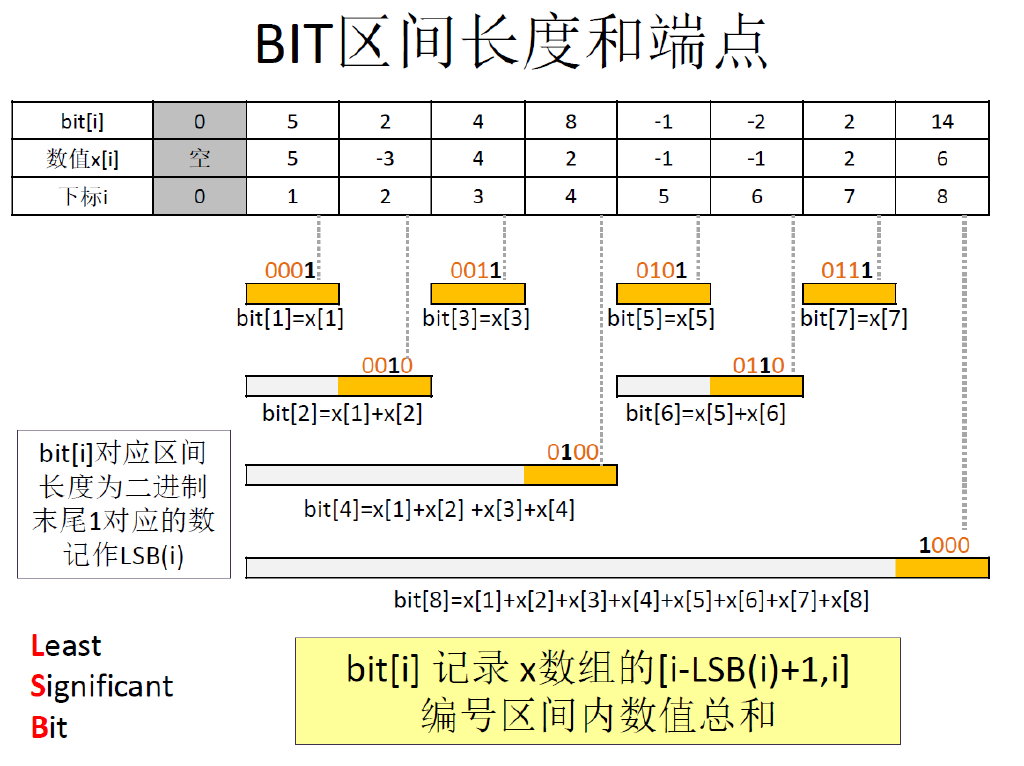 BIT区间长度和端点
bit[i] 0 5 2 4 8 -1 -2 2 14
数值x[i] 空 5 -3 4 2 -1 -1 2 6
下标i 0 1 2 3 4 5 6 7 8
0001 0011 0101 0111
bit[1]=x[1] bit[3]=x[3] bit[5]=x[5] bit[7]=x[7]
0010 0110
bit[2]=x[1]+x[2] bit[6]=x[5]+x[6]
0100
bit[4]=x[1]+x[2] +x[3]+x[4]
bit[i]对应区间
长度为二进制
末尾1对应的数
记作LSB(i)
1000
bit[8]=x[1]+x[2]+x[3]+x[4]+x[5]+x[6]+x[7]+x[8]
Least
Significant
Bit
bit[i] 记录 x数组的[i-LSB(i)+1,i]
编号区间内数值总和